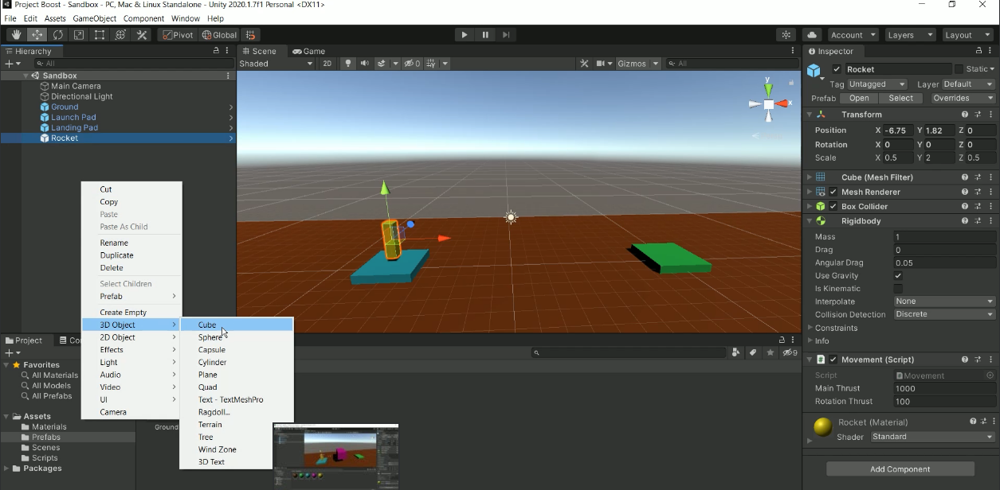 Project Boost - Sandbox - PC, Mac & Linux Standalone - Unity 2020.1.7f1 Personal <DX11>
File Edit Assets GameObject Component Window Help
Pivot Global Account Layers Layout
Hierarchy
All
Sandbox
Main Camera
Directional Light
Ground
Launch Pad
Landing Pad
Rocket
Scene Game
Shaded 2D 0 Gizmos All
y
x
Cut
Copy
Paste
Paste As Child
Rename
Duplicate
Delete
Select Children
Prefab
Create Empty
3D Object
2D Object
Effects
Light
Audio
Video
UI
Camera
Cube
Sphere
Capsule
Cylinder
Plane
Quad
Text - TextMeshPro
Ragdoll...
Terrain
Tree
Wind Zone
3D Text
Project Co
9
Favorites
All Materials
All Models
All Prefabs
Assets
Materials
Prefabs
Scenes
Scripts
Packages
Ground
Inspector
Rocket Static
Tag Untagged Layer Default
Prefab Open Select Overrides
Transform
Position X -6.75 Y 1.82 Z 0
Rotation X 0 Y 0 Z 0
Scale X 0.5 Y 2 Z 0.5
Cube (Mesh Filter)
Mesh Renderer
Box Collider
Rigidbody
Mass 1
Drag 0
Angular Drag 0.05
Use Gravity
Is Kinematic
Interpolate None
Collision Detection Discrete
Constraints
Info
Movement (Script)
Script Movement
Main Thrust 1000
Rotation Thrust 100
Rocket (Material)
Shader Standard
Add Component